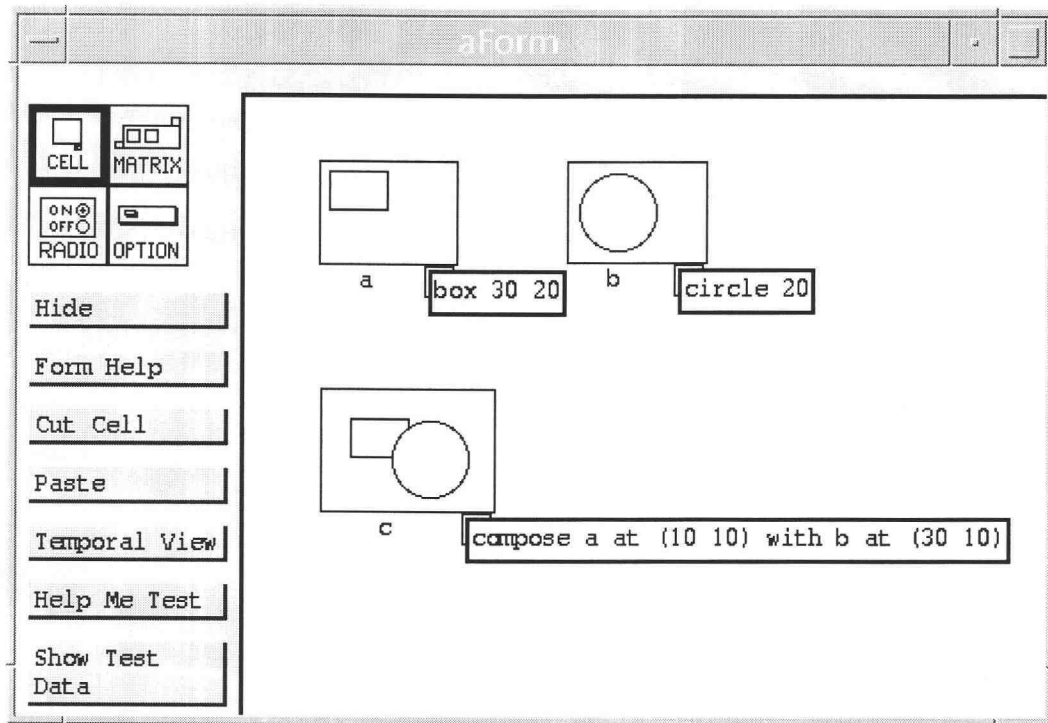 aForm
CELL
MATRIX
ON
OFF
RADIO
OPTION
Hide
Form Help
Cut Cell
Paste
Temporal View
Help Me Test
Show Test
Data
a
box 30 20
b
circle 20
c
compose a at (10 10) with b at (30 10)